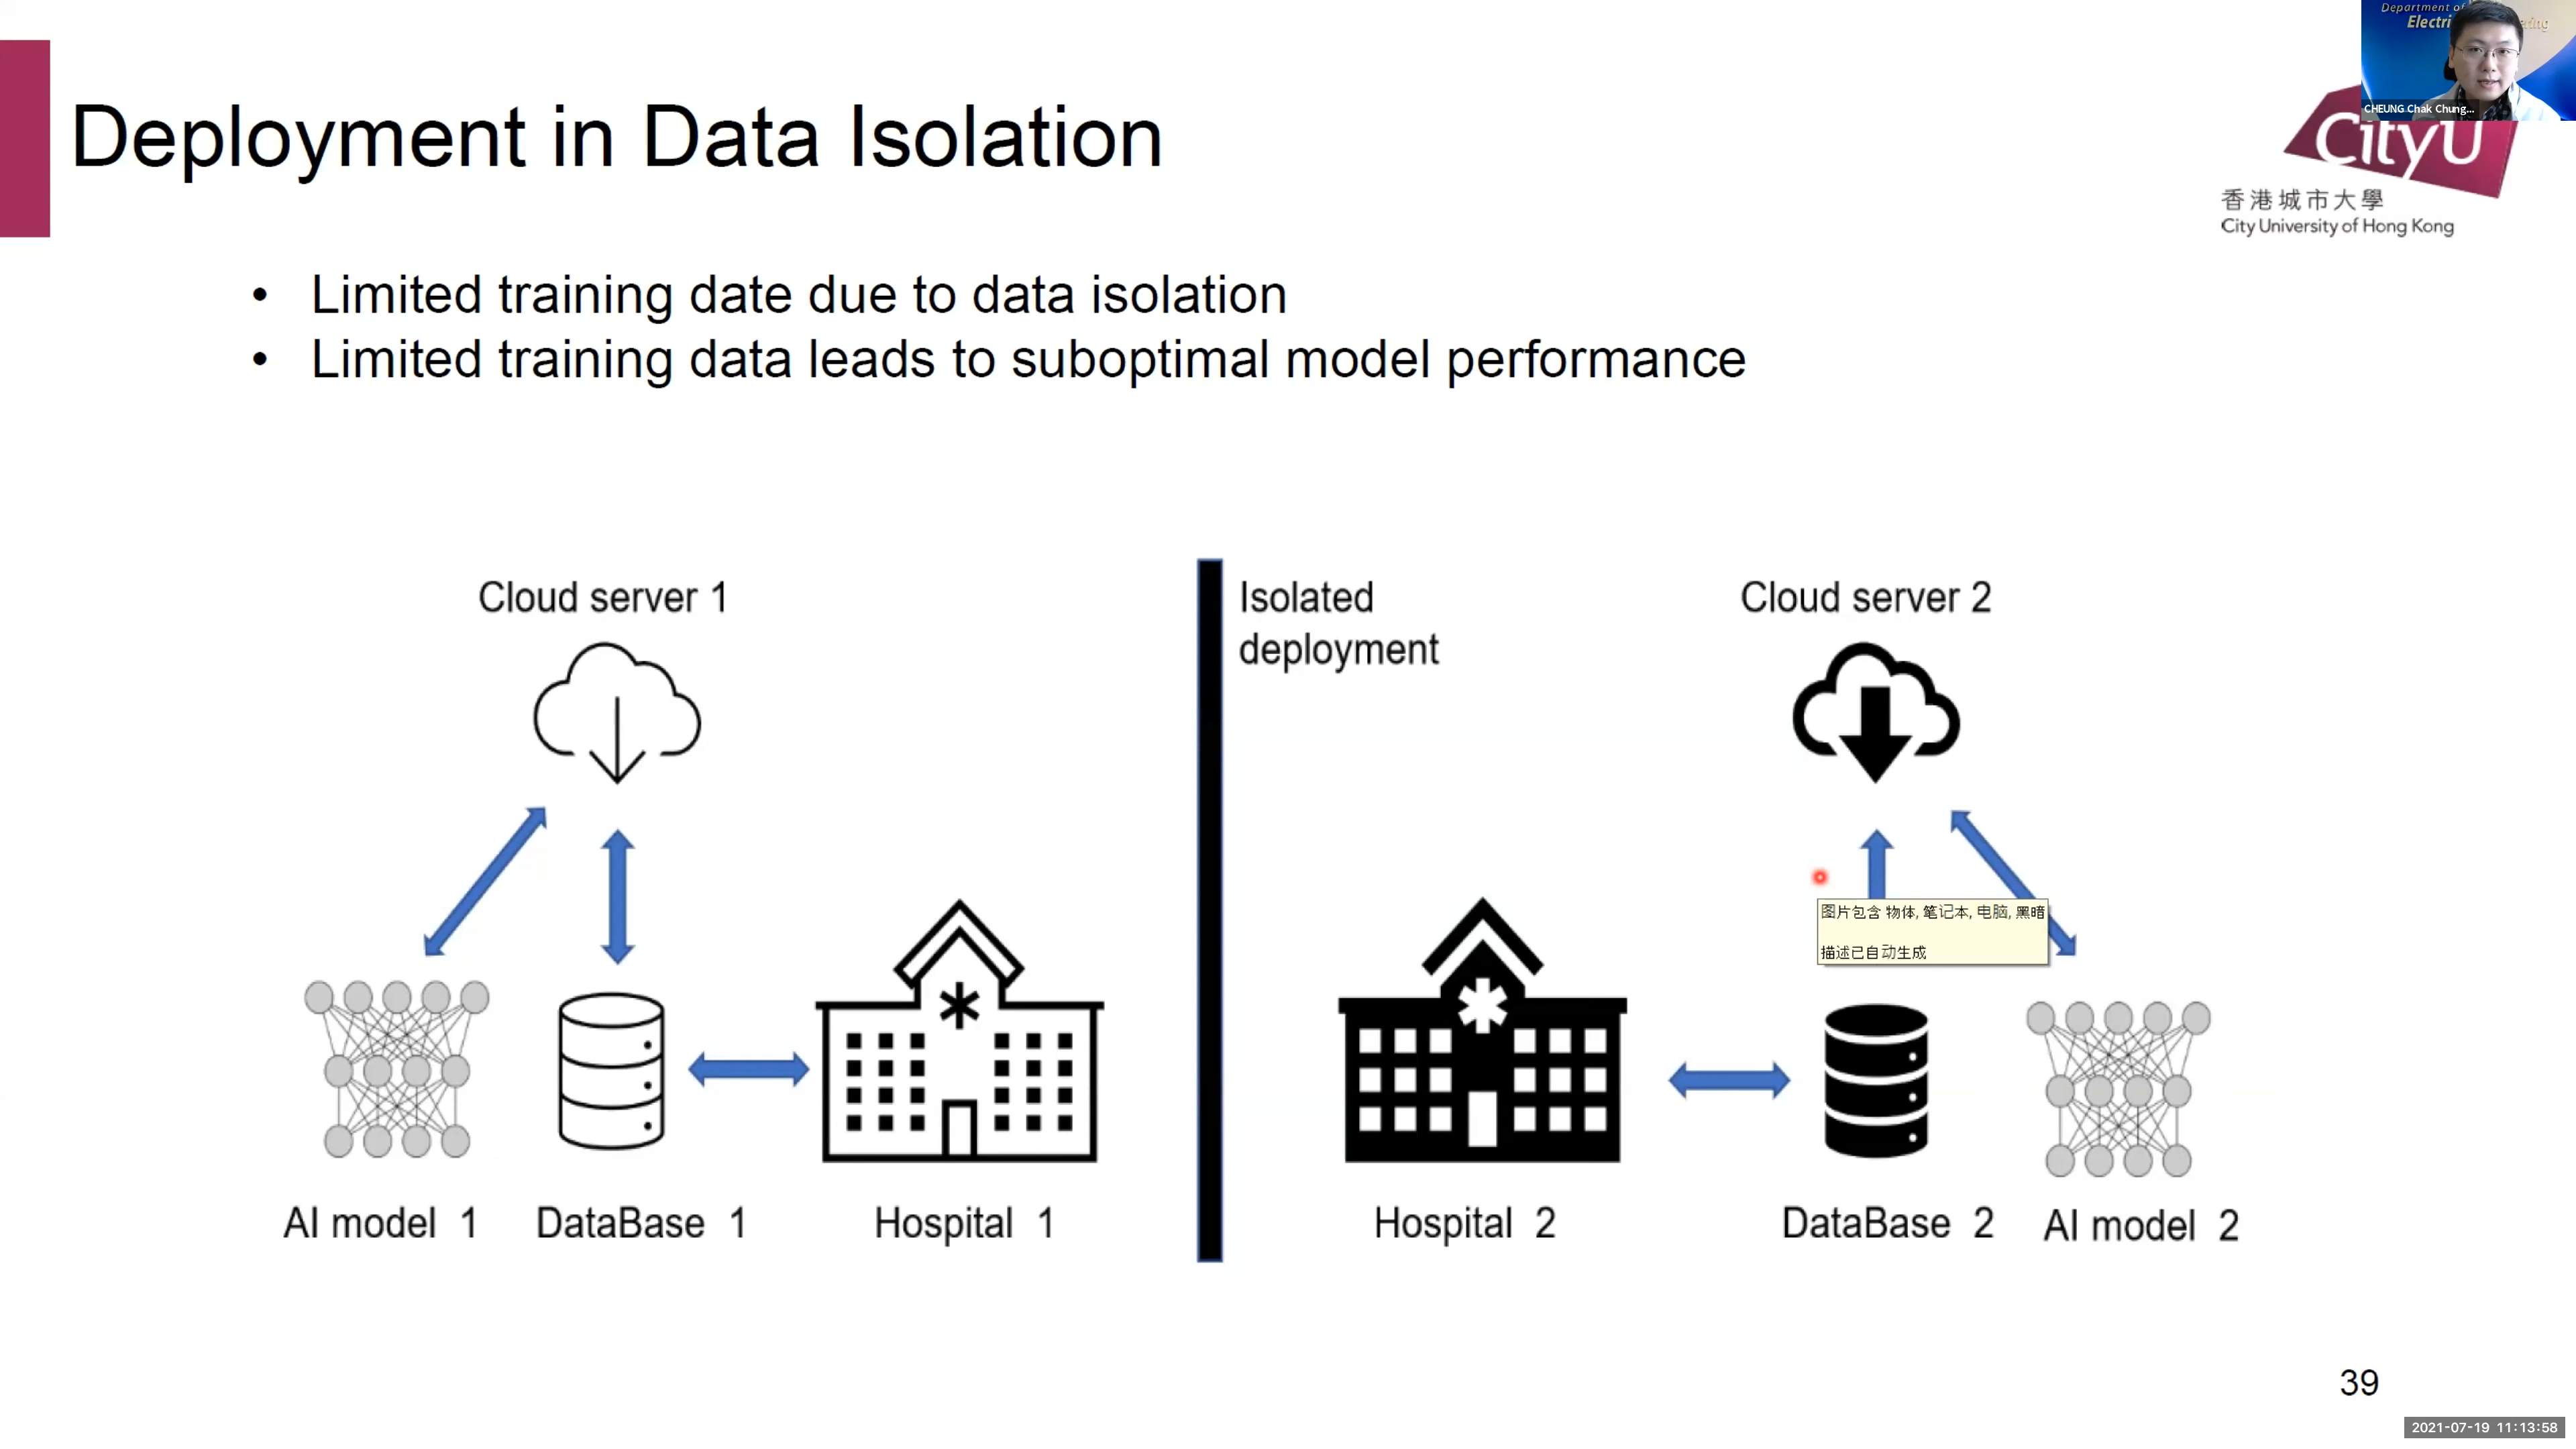 Department of
Electri
CHEUNG Chak Chung...
Deployment in Data Isolation
CityU
香港城市大學
City University of Hong Kong
• Limited training date due to data isolation
• Limited training data leads to suboptimal model performance
Cloud server 1
Isolated
deployment
Cloud server 2
图片包含 物体, 笔记本, 电脑, 黑暗
描述已自动生成
AI model 1
DataBase 1
Hospital 1
Hospital 2
DataBase 2
AI model 2
39
2021-07-19 11:13:58